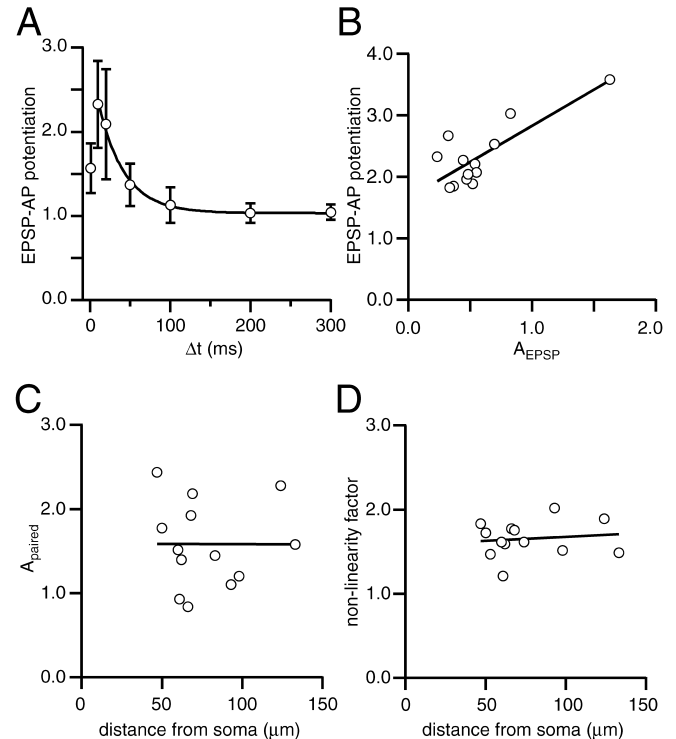 A
B
EPSP-AP potentiation
3.0
2.0
1.0
0.0
0
100
200
300
Δt (ms)
EPSP-AP potentiation
4.0
3.0
2.0
1.0
0.0
0.0
1.0
2.0
AEPSP
C
D
Apaired
3.0
2.0
1.0
0.0
0
50
100
150
distance from soma (μm)
non-linearity factor
3.0
2.0
1.0
0.0
0
50
100
150
distance from soma (μm)